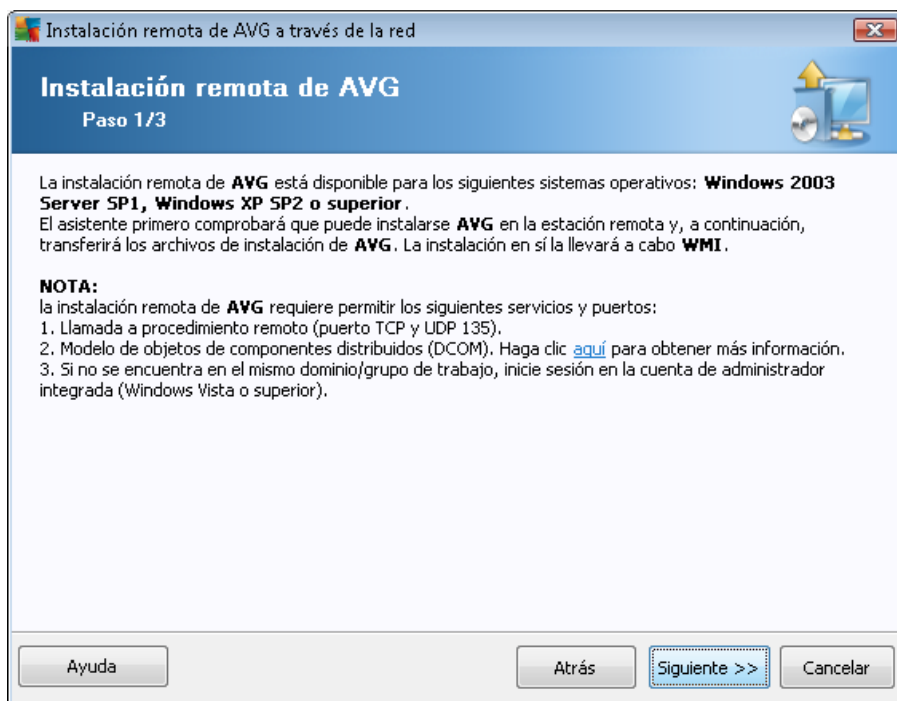 Instalación remota de AVG a través de la red
Instalación remota de AVG
Paso 1/3
La instalación remota de AVG está disponible para los siguientes sistemas operativos: Windows 2003
Server SP1, Windows XP SP2 o superior.
El asistente primero comprobará que puede instalarse AVG en la estación remota y, a continuación,
transferirá los archivos de instalación de AVG. La instalación en sí la llevará a cabo WMI.
NOTA:
la instalación remota de AVG requiere permitir los siguientes servicios y puertos:
1. Llamada a procedimiento remoto (puerto TCP y UDP 135).
2. Modelo de objetos de componentes distribuidos (DCOM). Haga clic aquí para obtener más información.
3. Si no se encuentra en el mismo dominio/grupo de trabajo, inicie sesión en la cuenta de administrador
integrada (Windows Vista o superior).
Ayuda
Atrás
Siguiente >>
Cancelar